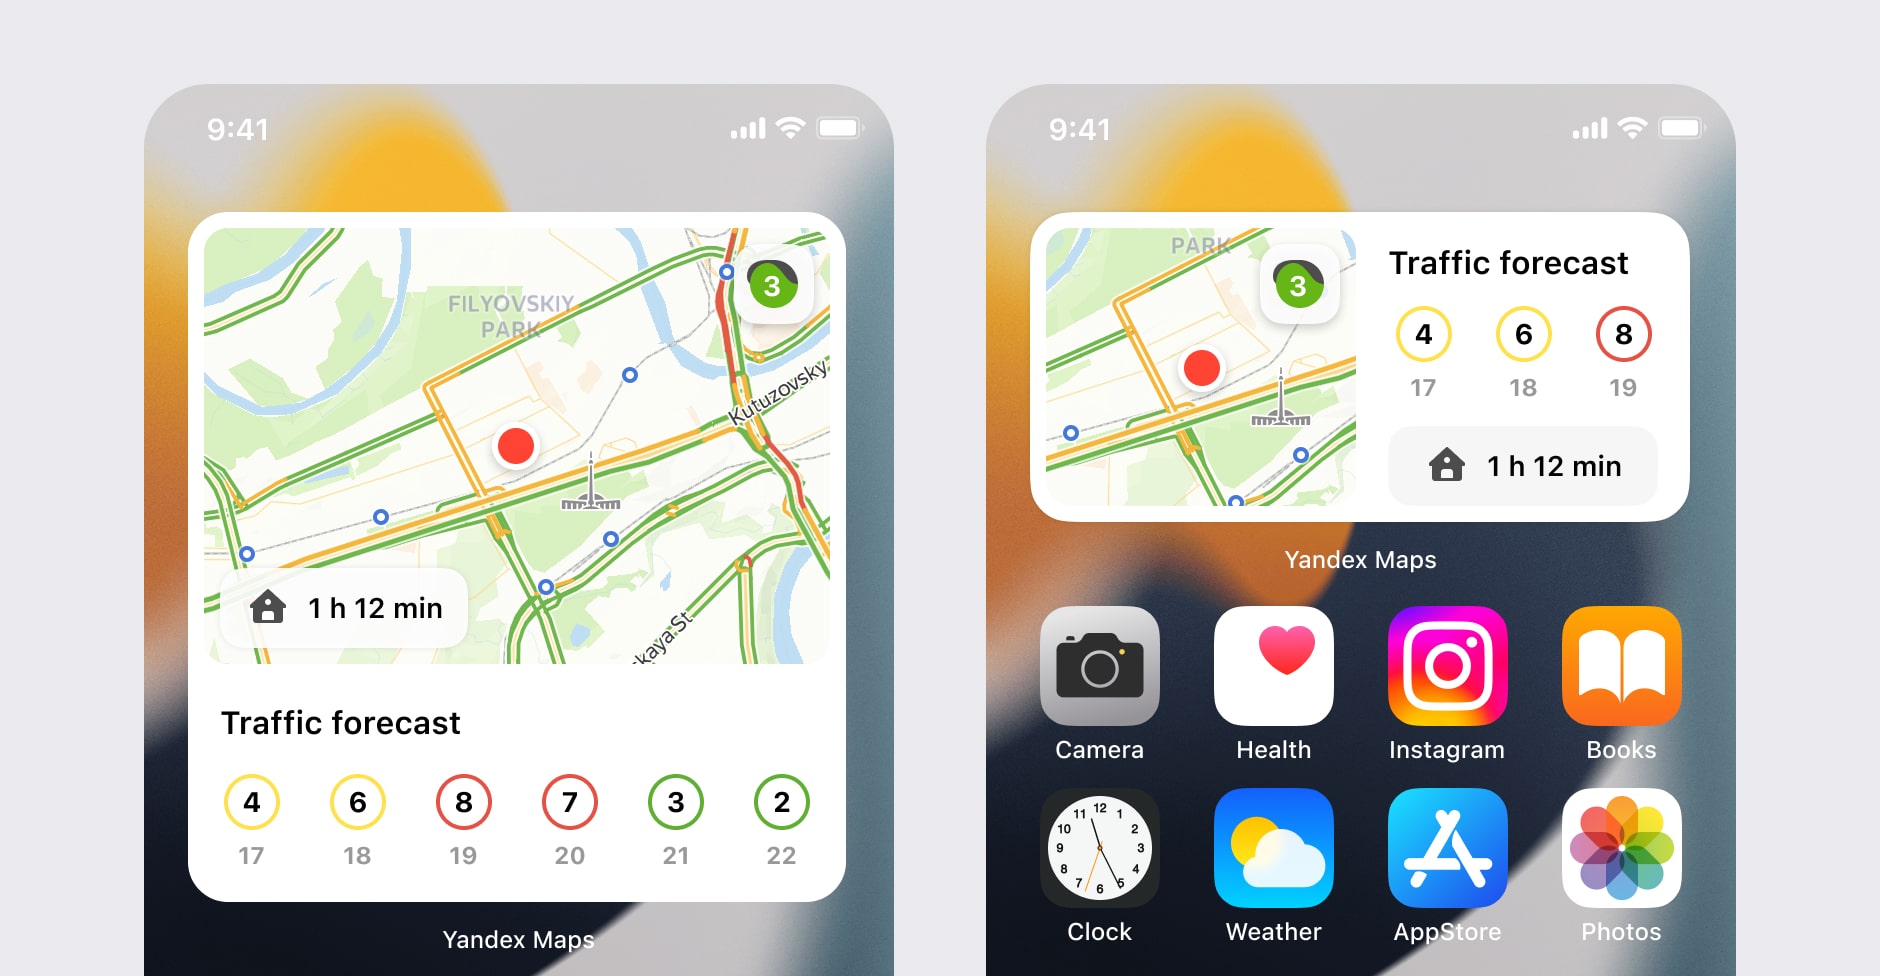 9:41
FILYOVSKIY
PARK
3
Kutuzovsky
1 h 12 min
skaya St
Traffic forecast
4 6 8 7 3 2
17 18 19 20 21 22
Yandex Maps
9:41
PARK
3
Traffic forecast
4 6 8
17 18 19
1 h 12 min
Yandex Maps
Camera Health Instagram Books
12
11 1
10 2
9 3
8 4
7 5
6
Clock Weather AppStore Photos